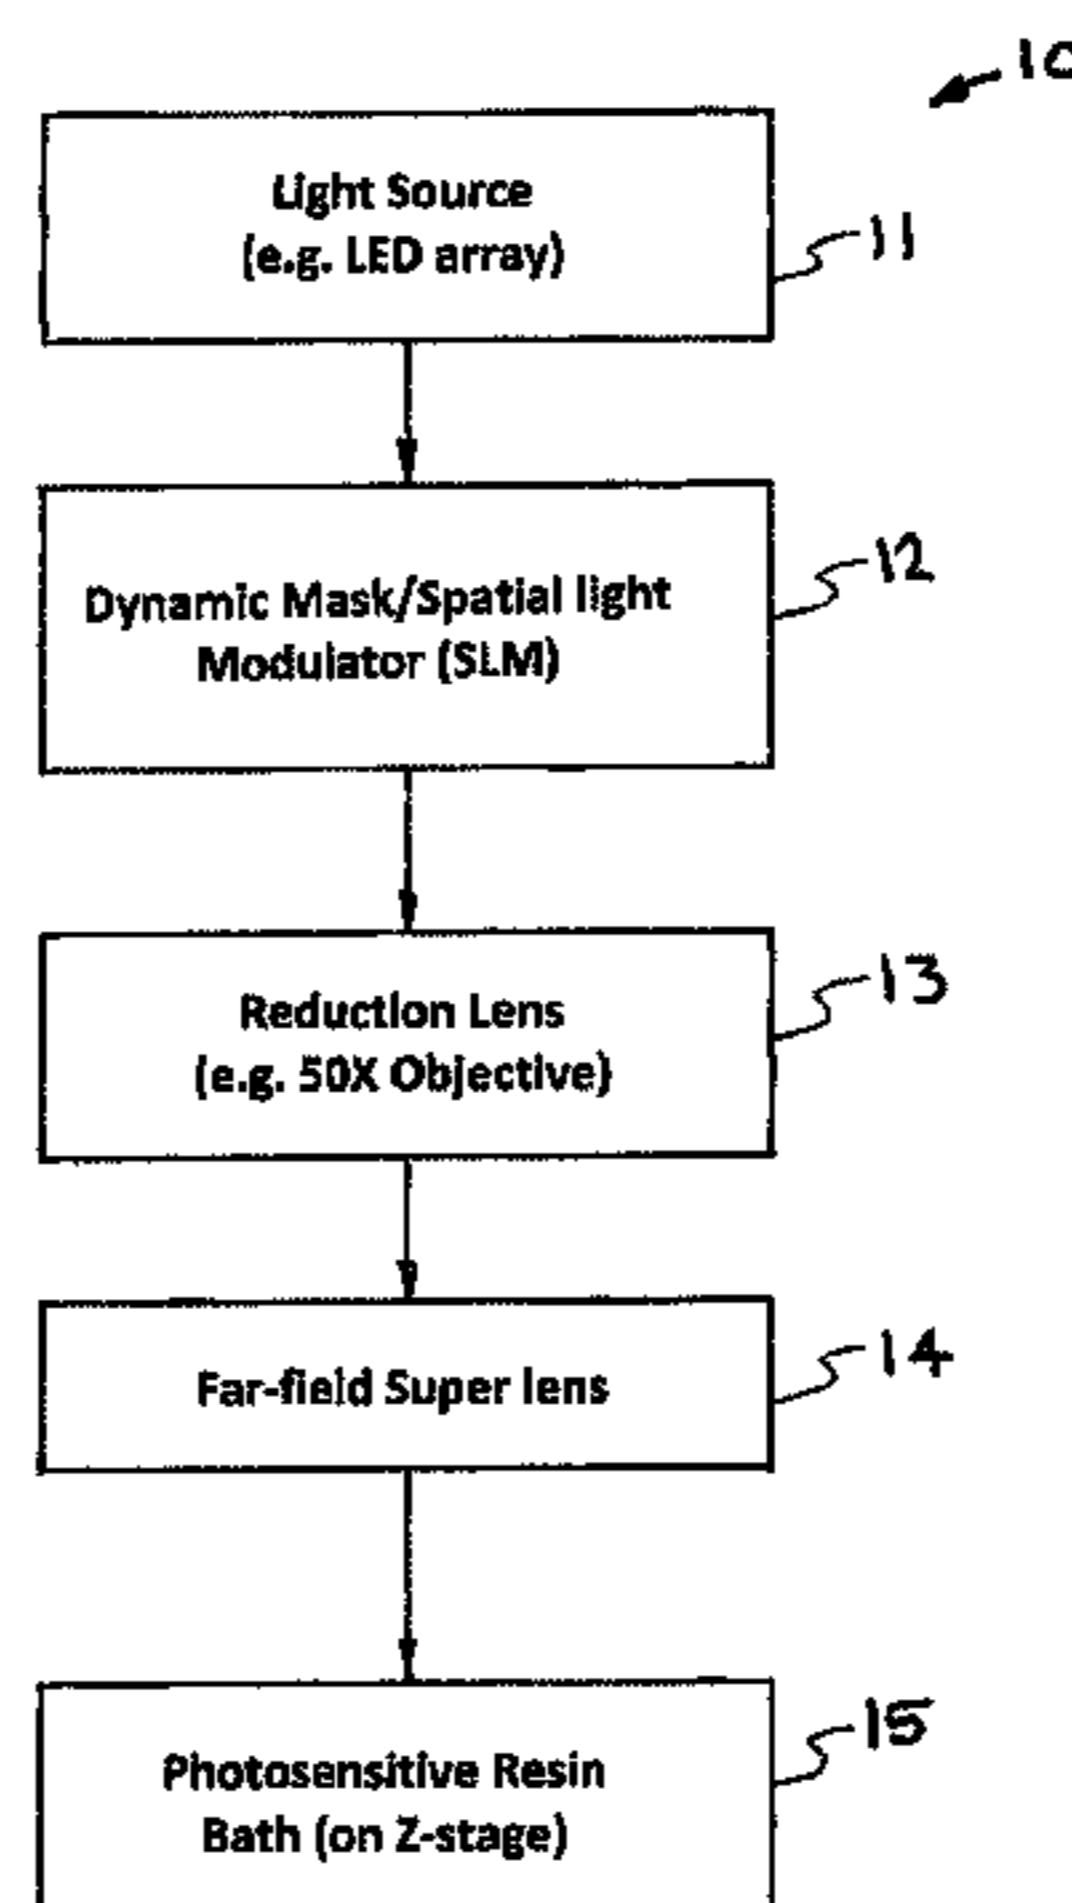 10
Light Source
(e.g. LED array)
11
Dynamic Mask/Spatial light
Modulator (SLM)
12
Reduction Lens
(e.g. 50X Objective)
13
Far-field Super lens
14
Photosensitive Resin
Bath (on Z-stage)
15